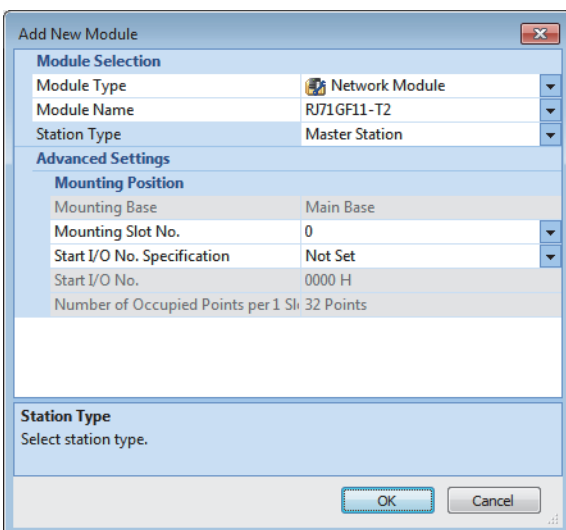 Add New Module
Module Selection
Module Type Network Module
Module Name RJ71GF11-T2
Station Type Master Station
Advanced Settings
Mounting Position
Mounting Base Main Base
Mounting Slot No. 0
Start I/O No. Specification Not Set
Start I/O No. 0000 H
Number of Occupied Points per 1 Sl 32 Points
Station Type
Select station type.
OK Cancel